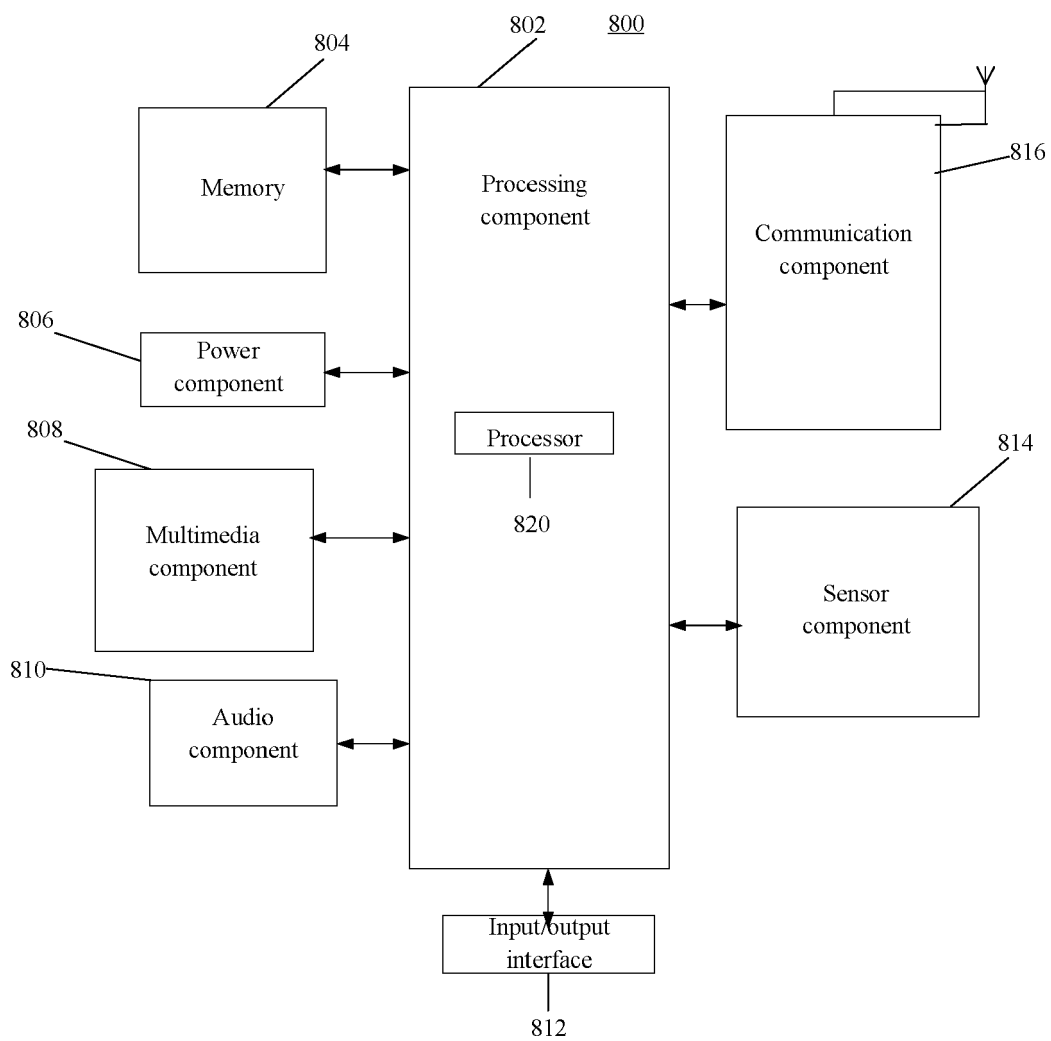 800
802
804
Memory
Processing
component
816
Communication
component
806
Power
component
808
Processor
820
814
Multimedia
component
Sensor
component
810
Audio
component
Input/output
interface
812